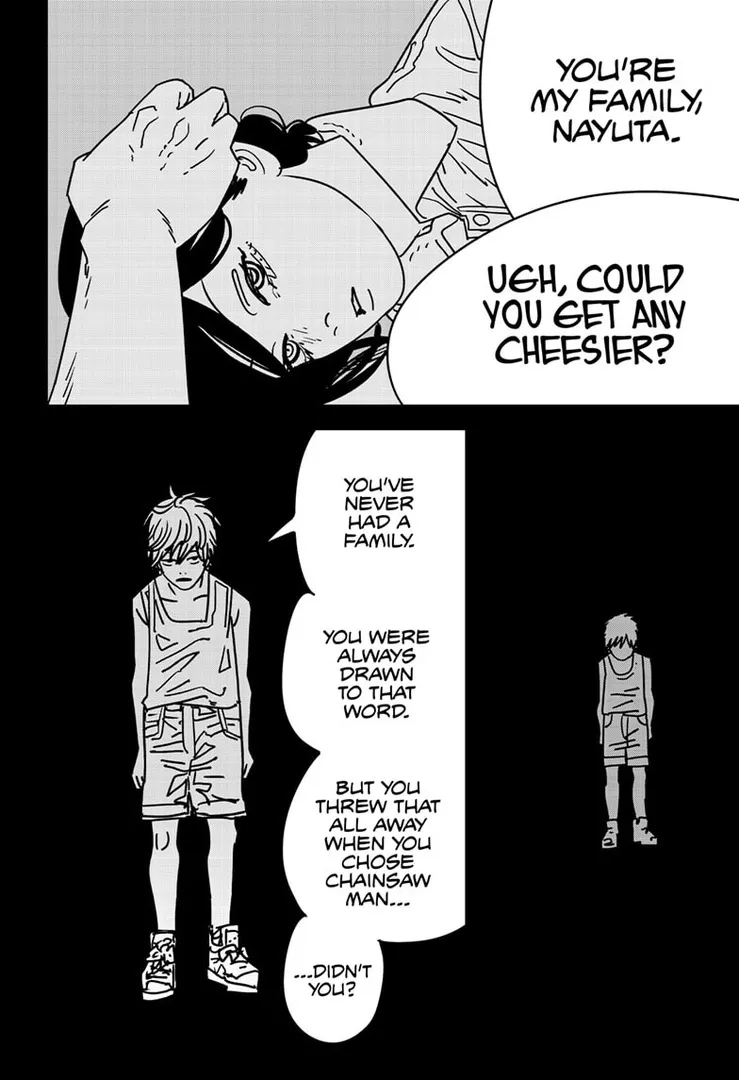 YOU'RE
MY FAMILY,
NAYUTA.
UGH, COULD
YOU GET ANY
CHEESIER?
YOU'VE
NEVER
HAD A
FAMILY.
YOU WERE
ALWAYS
DRAWN
TO THAT
WORD.
BUT YOU
THREW THAT
ALL AWAY
WHEN YOU
CHOSE
CHAINSAW
MAN...
...DIDN'T
YOU?